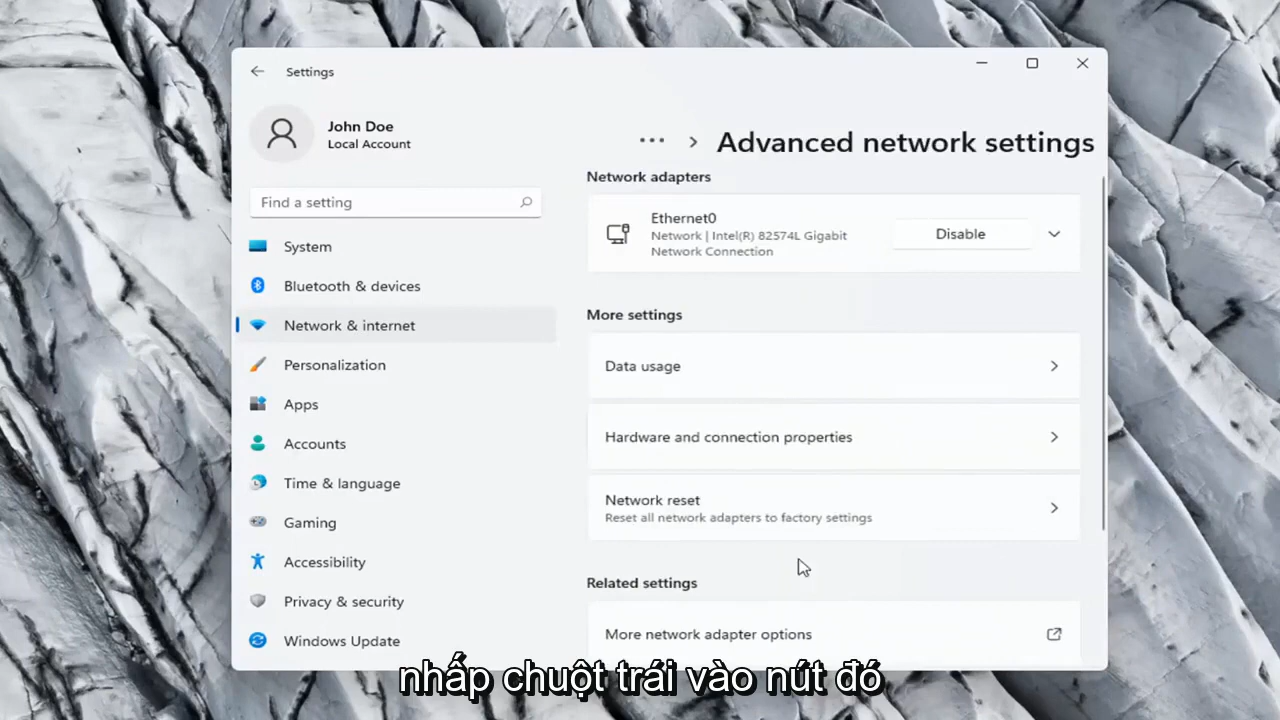 Settings
John Doe
Local Account
Find a setting
System
Bluetooth & devices
Network & internet
Personalization
Apps
Accounts
Time & language
Gaming
Accessibility
Privacy & security
Windows Update
Advanced network settings
Network adapters
Ethernet0
Network | Intel(R) 82574L Gigabit
Network Connection
Disable
More settings
Data usage
Hardware and connection properties
Network reset
Reset all network adapters to factory settings
Related settings
More network adapter options
nhấp chuột trái vào nút đó